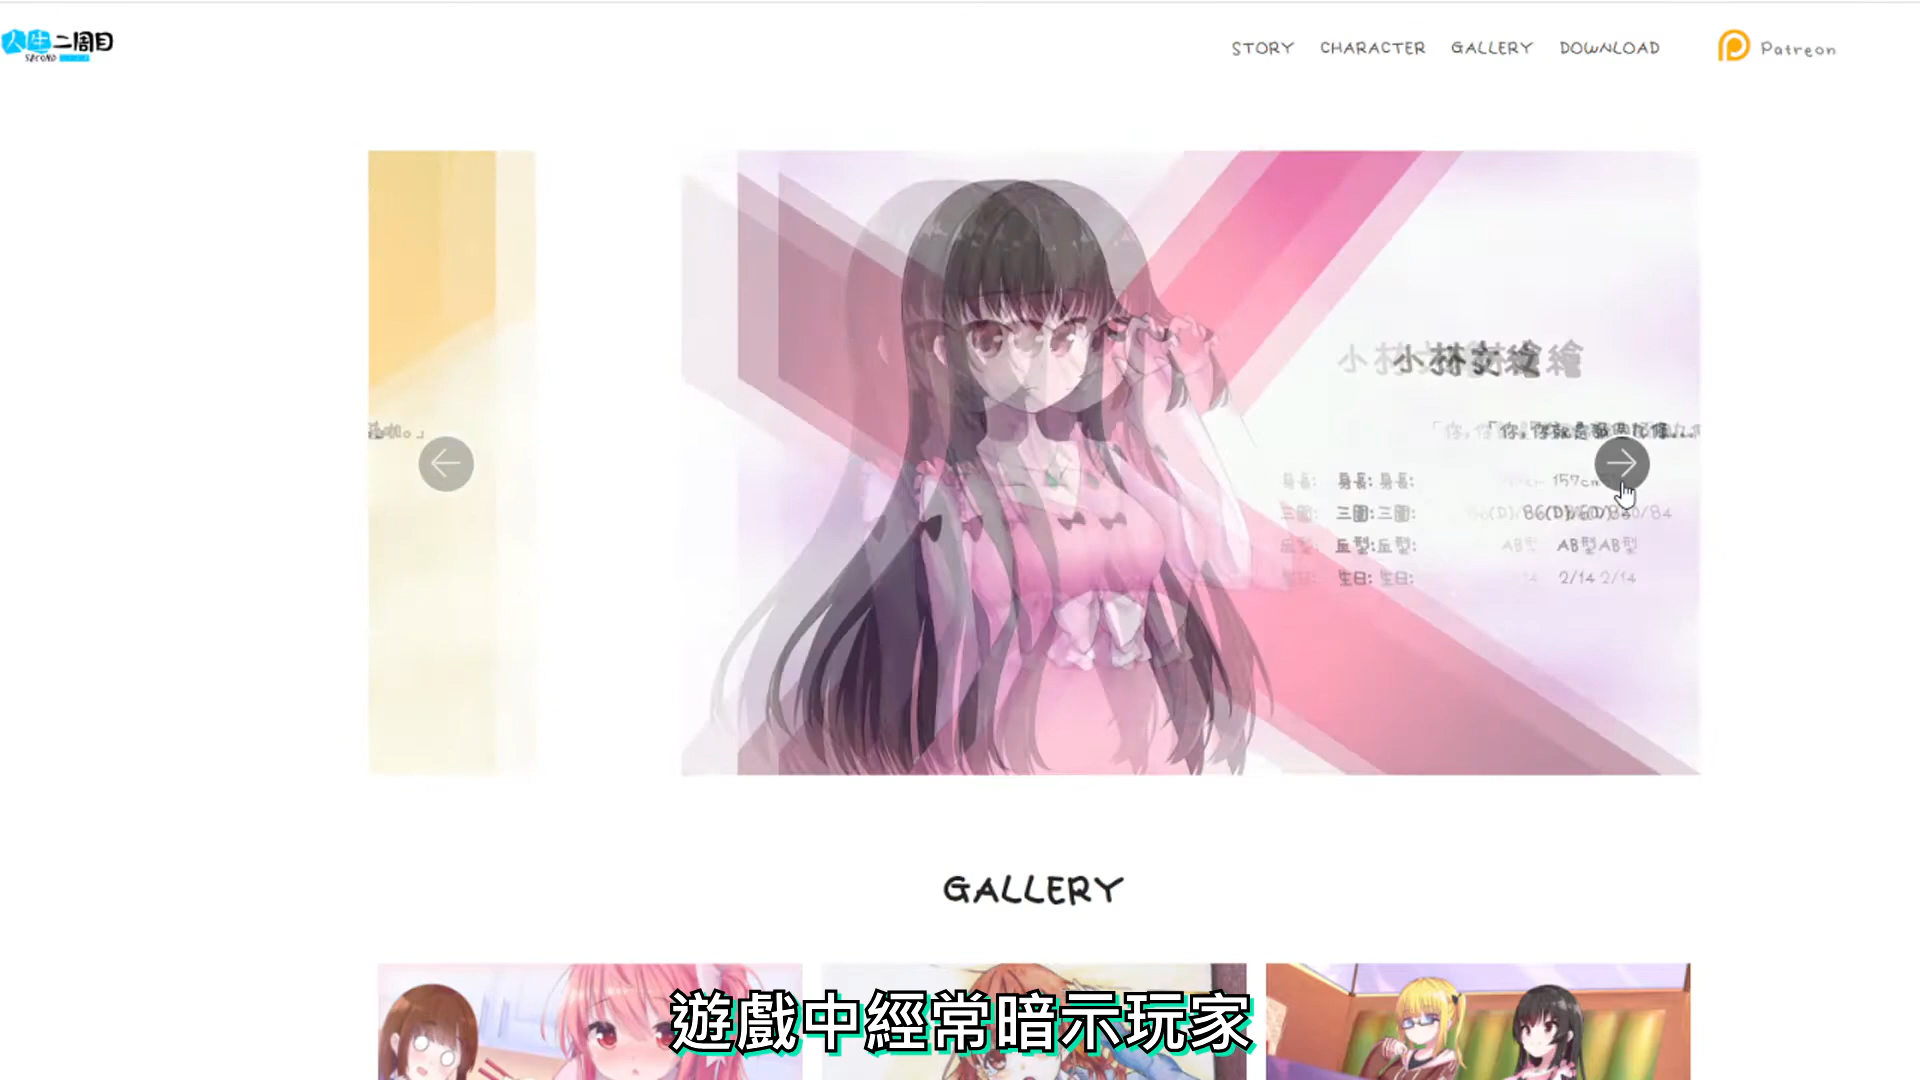 人生二周目
SECOND
STORY CHARACTER GALLERY DOWNLOAD Patreon
小林文繪
身長: 157cm
三圍: 86(D)/60/84
血型: AB型
生日: 2/14
GALLERY
遊戲中經常暗示玩家